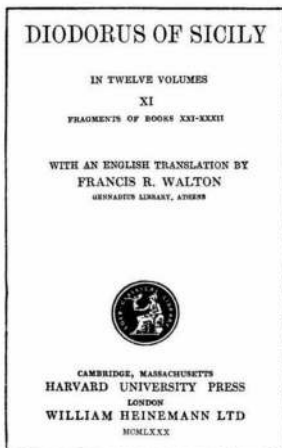 DIODORUS OF SICILY
IN TWELVE VOLUMES
XI
FRAGMENTS OF BOOKS XXI-XXXII
WITH AN ENGLISH TRANSLATION BY
FRANCIS R. WALTON
GENNADIUS LIBRARY, ATHENS
CAMBRIDGE, MASSACHUSETTS
HARVARD UNIVERSITY PRESS
LONDON
WILLIAM HEINEMANN LTD
MCMLXXX